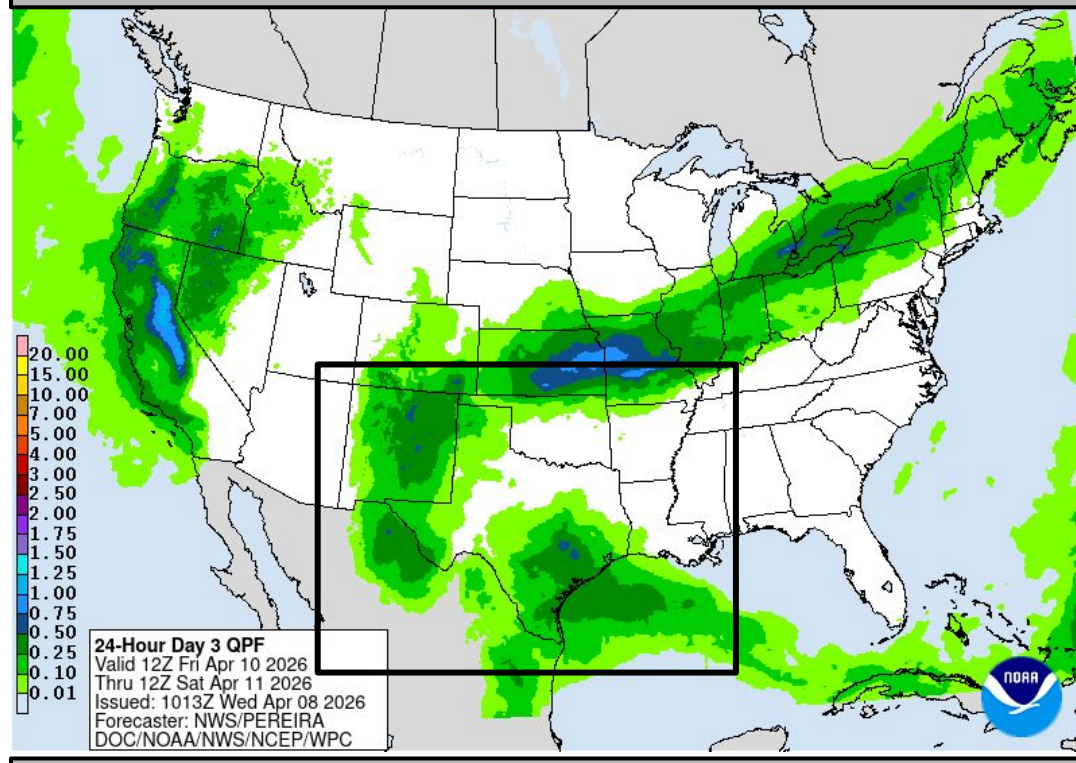 20.00
15.00
10.00
7.00
5.00
4.00
3.00
2.50
2.00
1.75
1.50
1.25
1.00
0.75
0.50
0.25
0.10
0.01
24-Hour Day 3 QPF
Valid 12Z Fri Apr 10 2026
Thru 12Z Sat Apr 11 2026
Issued: 1013Z Wed Apr 08 2026
Forecaster: NWS/PEREIRA
DOC/NOAA/NWS/NCEP/WPC
NOAA